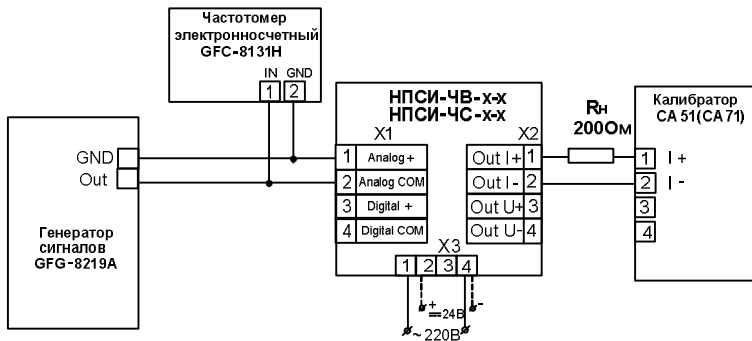 Частотомер
электронносчетный
GFC-8131H
IN GND
1 2
НПСИ-ЧВ-х-х
НПСИ-ЧС-х-х
X1 X2
Rн
200Ом
Калибратор
СА 51(СА 71)
GND
Out
Генератор
сигналов
GFG-8219A
1 Analog +
2 Analog COM
3 Digital +
4 Digital COM
Out I+ 1
Out I- 2
Out U+ 3
Out U- 4
1 I +
2 I -
3
4
X3
1 2 3 4
+ -
=24В
~220В